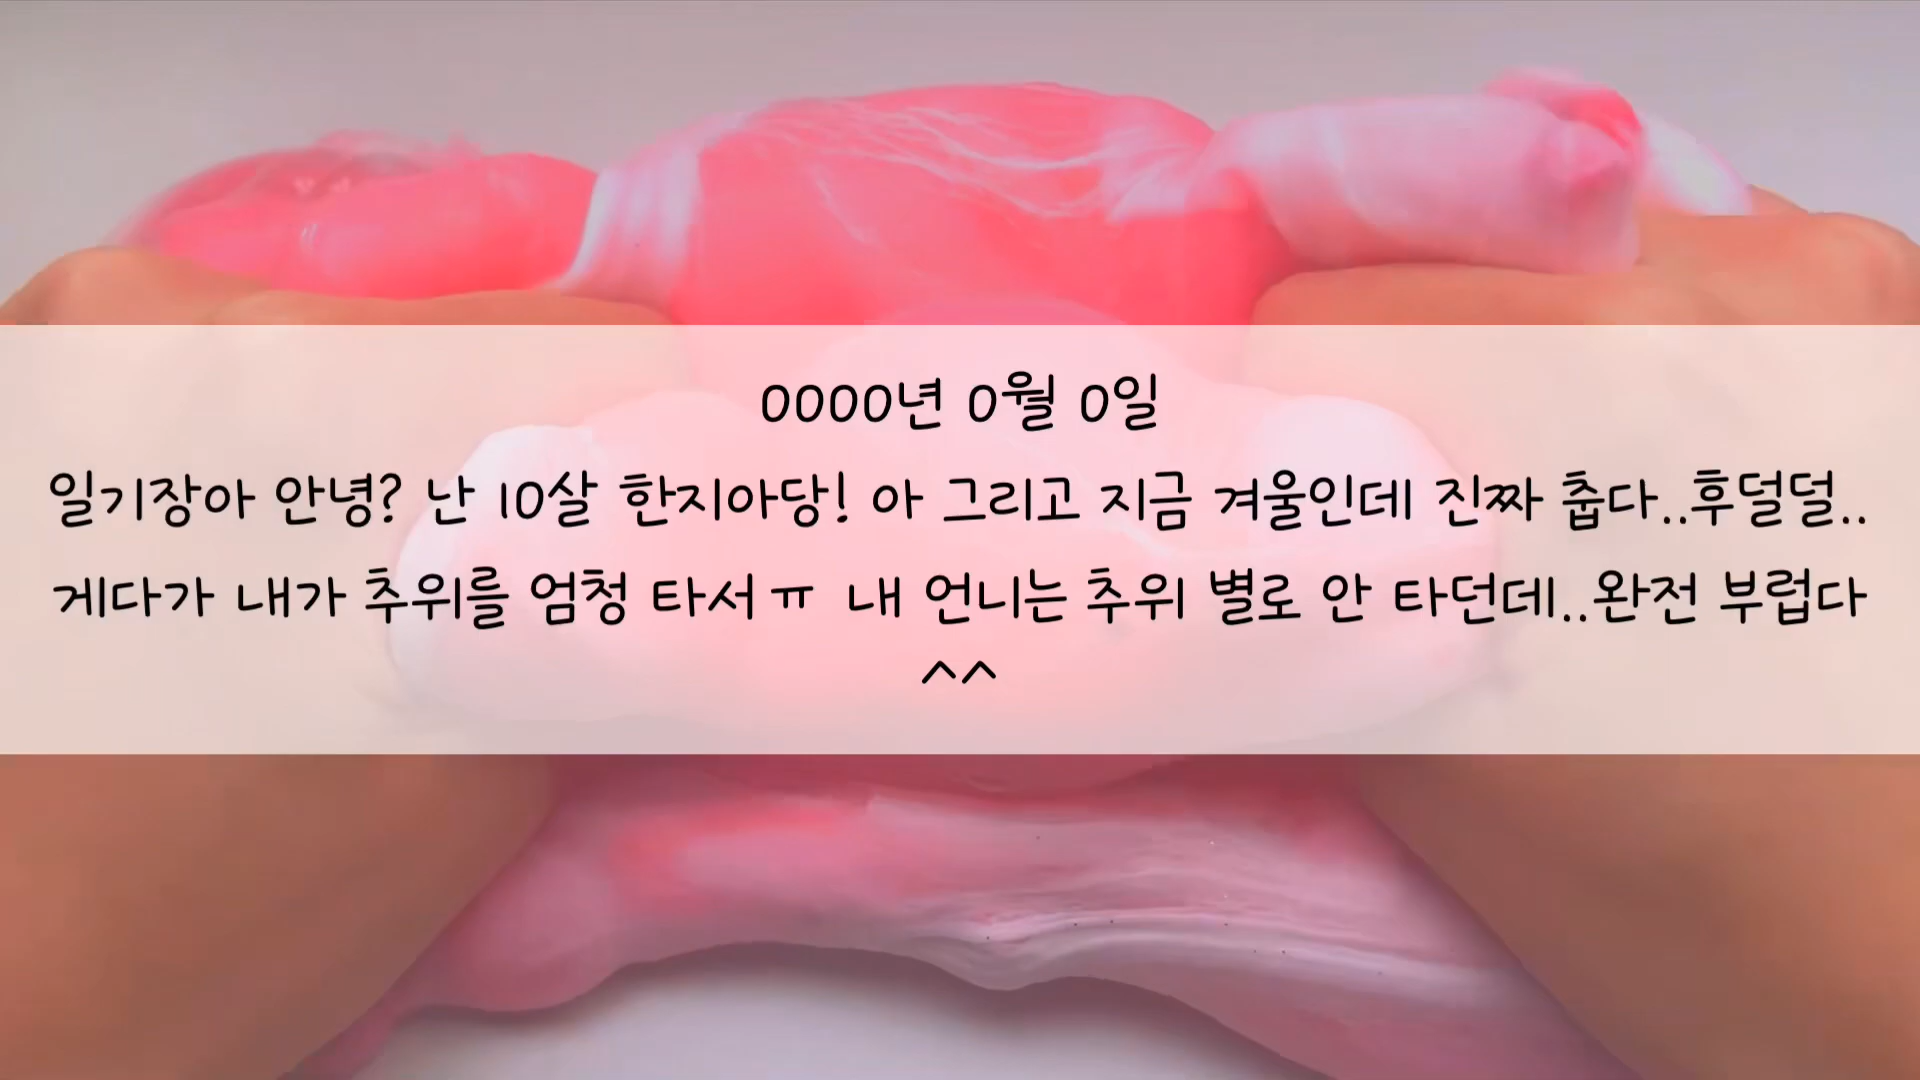 0000년 0월 0일
일기장아 안녕? 난 10살 한지아당! 아 그리고 지금 겨울인데 진짜 춥다..후덜덜..
게다가 내가 추위를 엄청 타서ㅠ 내 언니는 추위 별로 안 타던데..완전 부럽다
^^